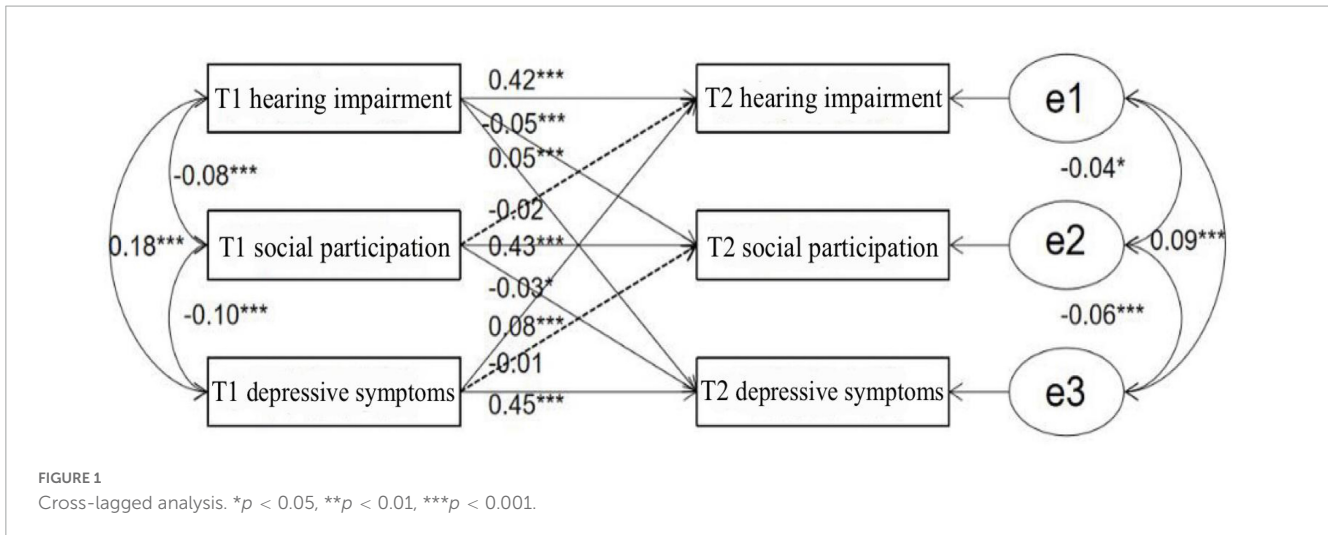 0.42***
T1 hearing impairment
T2 hearing impairment
e1
-0.05***
0.05***
-0.08***
-0.04*
-0.02
0.18***
T1 social participation
0.43***
T2 social participation
e2
0.09***
-0.03*
-0.10***
0.08***
-0.06***
-0.01
T1 depressive symptoms
0.45***
T2 depressive symptoms
e3
FIGURE 1
Cross-lagged analysis. *p < 0.05, **p < 0.01, ***p < 0.001.